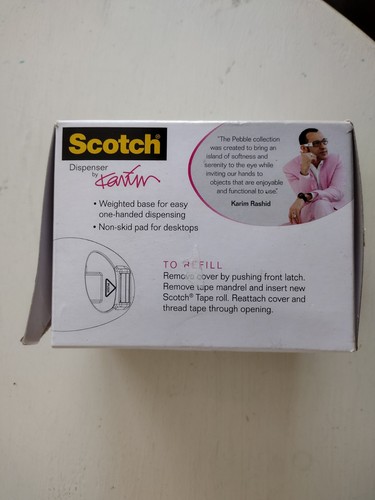 Scotch®
Dispenser
by Karim
• Weighted base for easy
one-handed dispensing
• Non-skid pad for desktops
"The Pebble collection
was created to bring an
island of softness and
serenity to the eye while
inviting our hands to
objects that are enjoyable
and functional to use".
Karim Rashid
TO REFILL
Remove cover by pushing front latch.
Remove tape mandrel and insert new
Scotch® Tape roll. Reattach cover and
thread tape through opening.